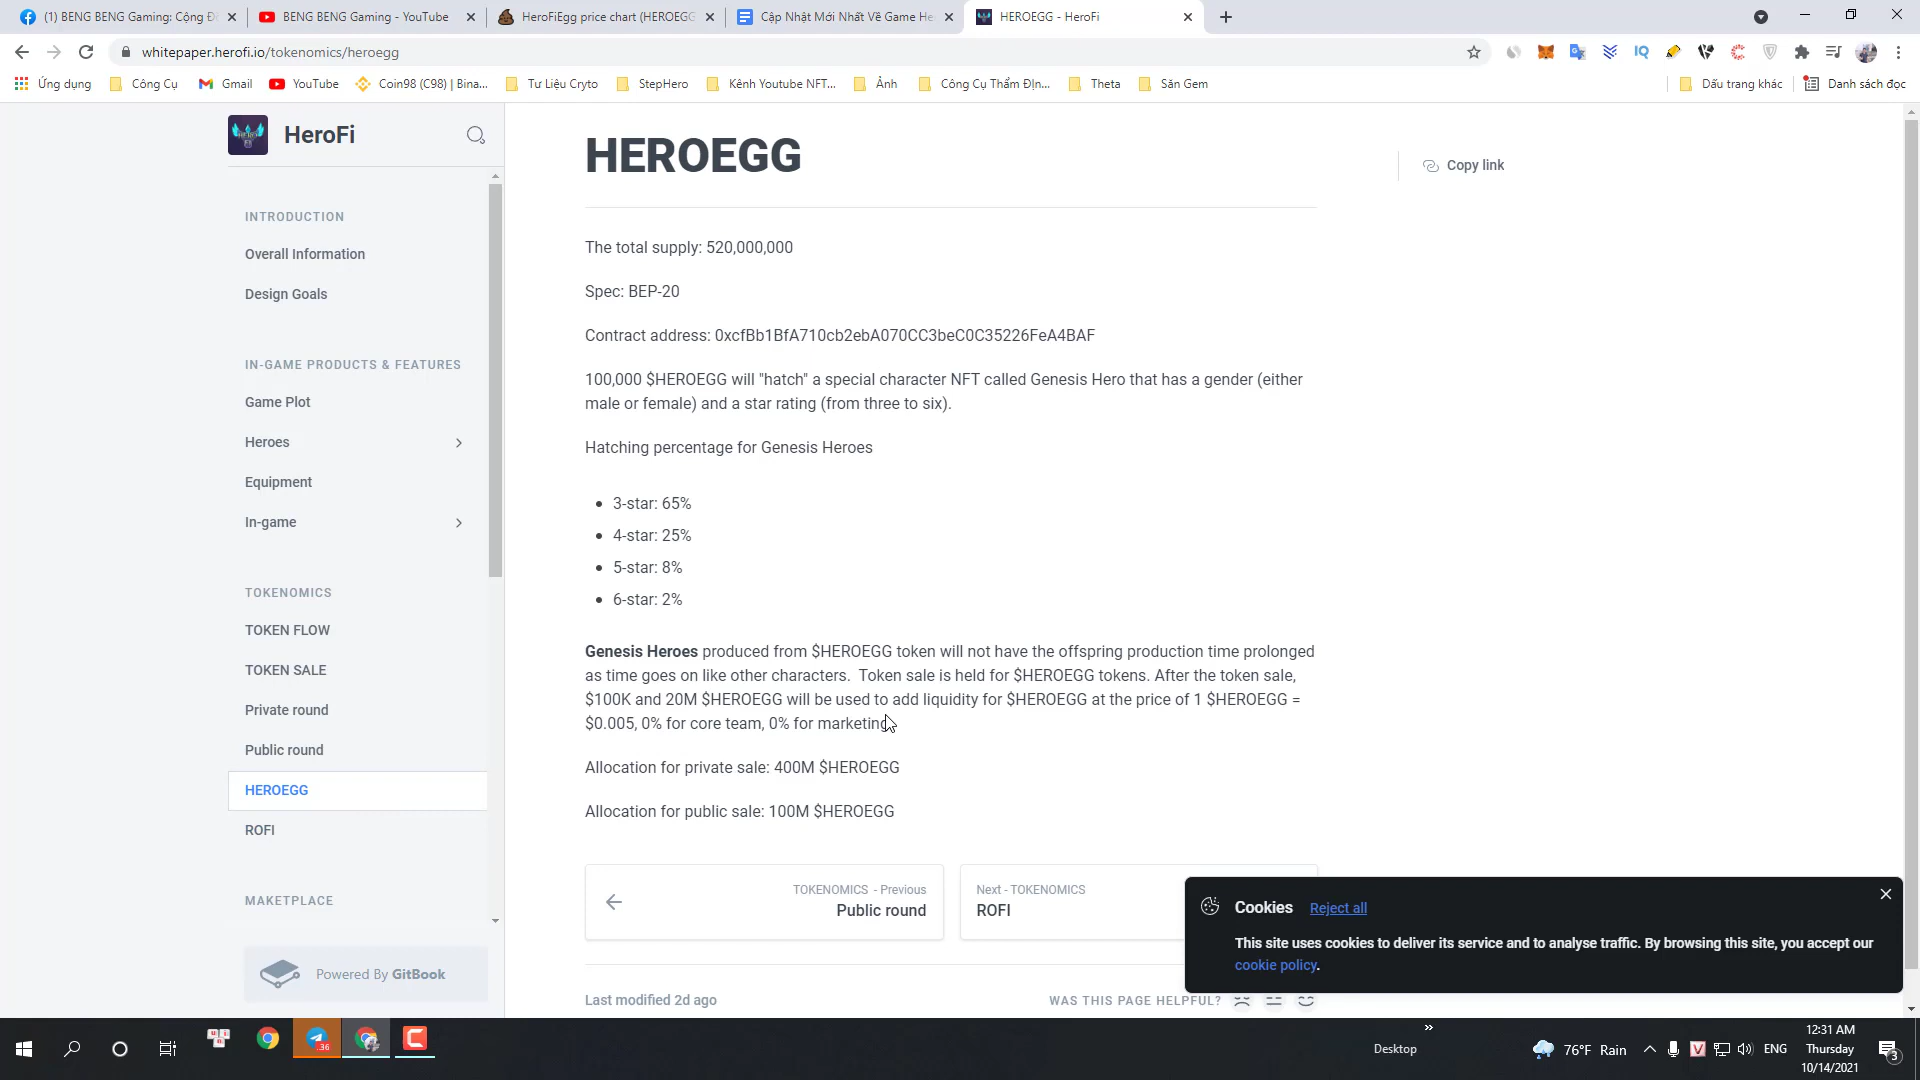 (1) BENG BENG Gaming: Cộng Đ
BENG BENG Gaming - YouTube
HeroFiEgg price chart (HEROEGG
Cập Nhật Mới Nhất Về Game He
HEROEGG - HeroFi
whitepaper.herofi.io/tokenomics/heroegg
Ứng dụng
Công Cụ
Gmail
YouTube
Coin98 (C98) | Bina...
Tư Liệu Cryto
StepHero
Kênh Youtube NFT...
Ảnh
Công Cụ Thẩm ĐỊn...
Theta
Săn Gem
Dấu trang khác
Danh sách đọc
HeroFi
INTRODUCTION
Overall Information
Design Goals
IN-GAME PRODUCTS & FEATURES
Game Plot
Heroes
Equipment
In-game
TOKENOMICS
TOKEN FLOW
TOKEN SALE
Private round
Public round
HEROEGG
ROFI
MAKETPLACE
Powered By GitBook
HEROEGG
Copy link
The total supply: 520,000,000
Spec: BEP-20
Contract address: 0xcfBb1BfA710cb2ebA070CC3beC0C35226FeA4BAF
100,000 $HEROEGG will "hatch" a special character NFT called Genesis Hero that has a gender (either
male or female) and a star rating (from three to six).
Hatching percentage for Genesis Heroes
• 3-star: 65%
• 4-star: 25%
• 5-star: 8%
• 6-star: 2%
Genesis Heroes produced from $HEROEGG token will not have the offspring production time prolonged
as time goes on like other characters.  Token sale is held for $HEROEGG tokens. After the token sale,
$100K and 20M $HEROEGG will be used to add liquidity for $HEROEGG at the price of 1 $HEROEGG =
$0.005, 0% for core team, 0% for marketing
Allocation for private sale: 400M $HEROEGG
Allocation for public sale: 100M $HEROEGG
TOKENOMICS - Previous
Public round
Next - TOKENOMICS
ROFI
Last modified 2d ago
WAS THIS PAGE HELPFUL?
Cookies Reject all
This site uses cookies to deliver its service and to analyse traffic. By browsing this site, you accept our
cookie policy.
36
Desktop
76°F Rain
ENG
12:31 AM
Thursday
10/14/2021
3